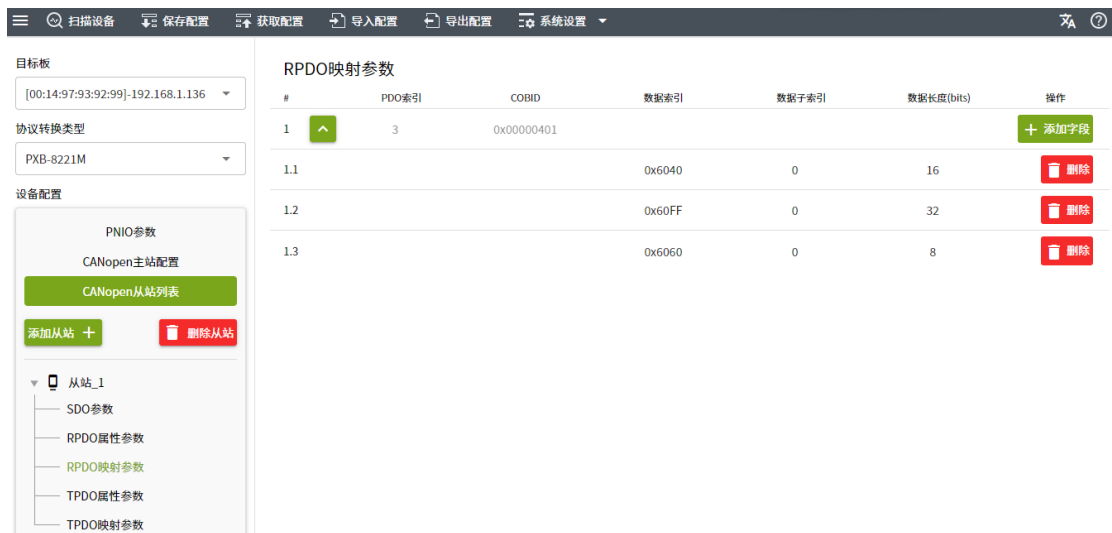 扫描设备 保存配置 获取配置 导入配置 导出配置 系统设置
目标板
[00:14:97:93:92:99]-192.168.1.136
协议转换类型
PXB-8221M
设备配置
PNIO参数
CANopen主站配置
CANopen从站列表
添加从站 删除从站
从站_1
SDO参数
RPDO属性参数
RPDO映射参数
TPDO属性参数
TPDO映射参数
RPDO映射参数
# PDO索引 COBID 数据索引 数据子索引 数据长度(bits) 操作
1 3 0x00000401 添加字段
1.1 0x6040 0 16 删除
1.2 0x60FF 0 32 删除
1.3 0x6060 0 8 删除